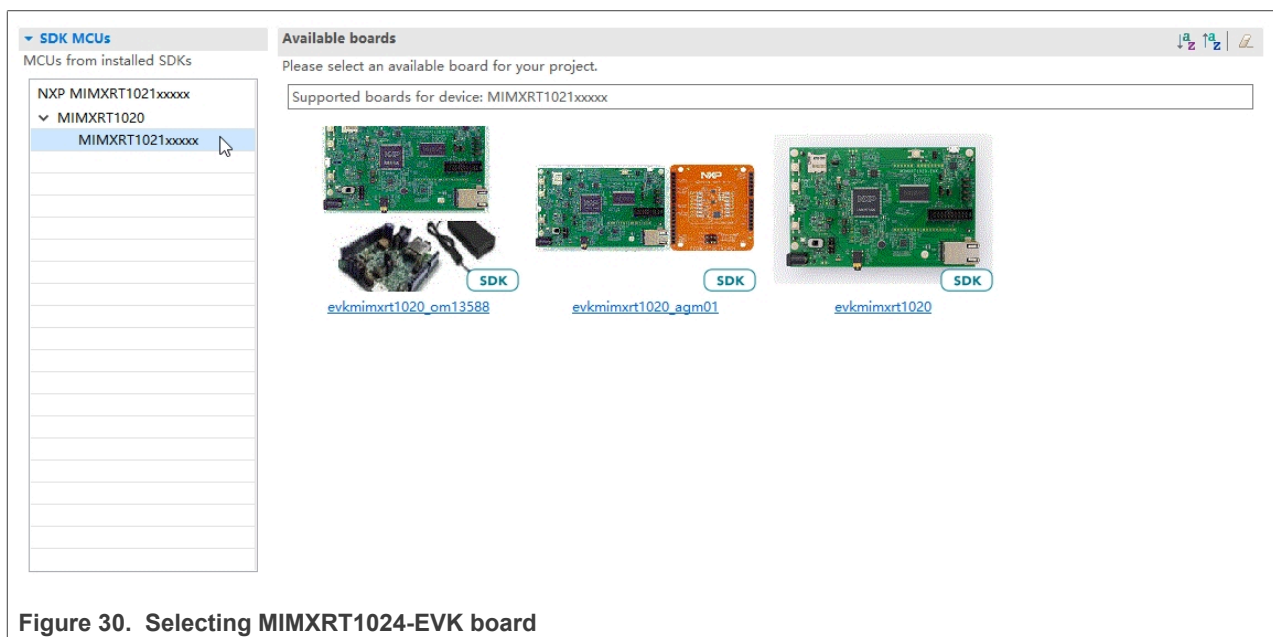 SDK MCUs
MCUs from installed SDKs
NXP MIMXRT1021xxxxx
MIMXRT1020
MIMXRT1021xxxxx
Available boards
Please select an available board for your project.
Supported boards for device: MIMXRT1021xxxxx
NXP
SDK
SDK
SDK
evkmimxrt1020_om13588
evkmimxrt1020_agm01
evkmimxrt1020
Figure 30. Selecting MIMXRT1024-EVK board